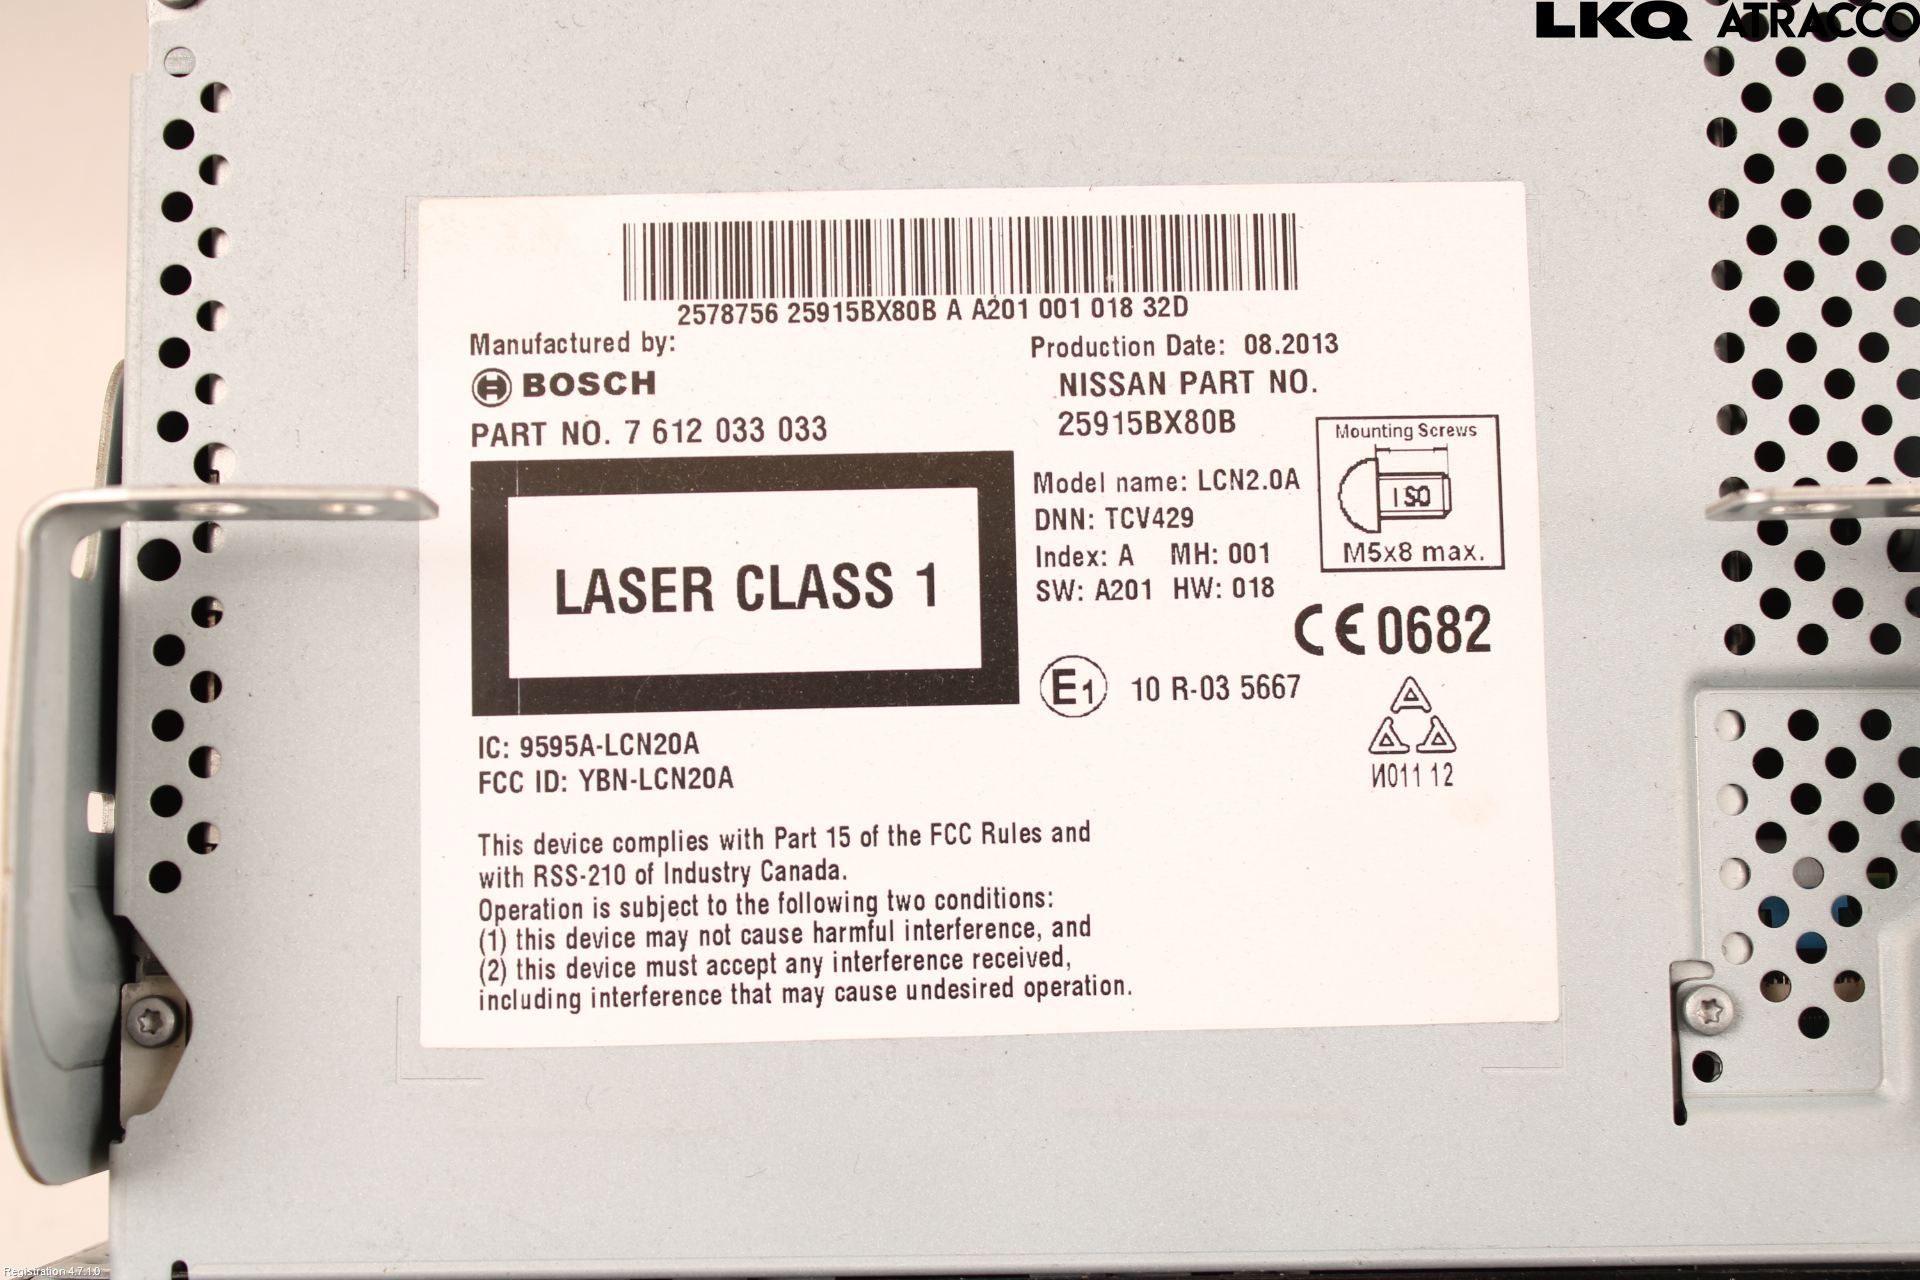 LKQ ATRACCO
2578756 25915BX80B A A201 001 018 32D
Manufactured by:
BOSCH
PART NO. 7 612 033 033
Production Date: 08.2013
NISSAN PART NO.
25915BX80B
Mounting Screws
ISO
M5x8 max.
LASER CLASS 1
Model name: LCN2.0A
DNN: TCV429
Index: A MH: 001
SW: A201 HW: 018
CE 0682
E1 10 R-03 5667
И011 12
IC: 9595A-LCN20A
FCC ID: YBN-LCN20A
This device complies with Part 15 of the FCC Rules and
with RSS-210 of Industry Canada.
Operation is subject to the following two conditions:
(1) this device may not cause harmful interference, and
(2) this device must accept any interference received,
including interference that may cause undesired operation.
Registration 4.7.1.0